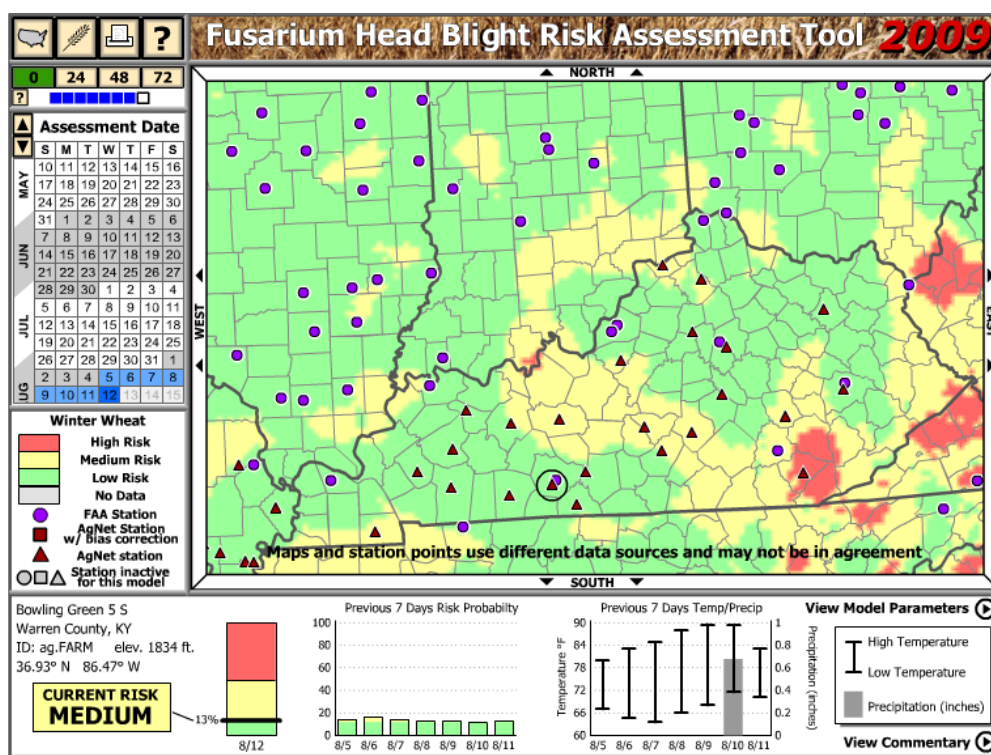 ?
Fusarium Head Blight Risk Assessment Tool 2009
0 24 48 72
?
NORTH
Assessment Date
S M T W T F S
MAY
10 11 12 13 14 15 16
17 18 19 20 21 22 23
24 25 26 27 28 29 30
31 1 2 3 4 5 6
JUN
7 8 9 10 11 12 13
14 15 16 17 18 19 20
21 22 23 24 25 26 27
28 29 30 1 2 3 4
JUL
5 6 7 8 9 10 11
12 13 14 15 16 17 18
19 20 21 22 23 24 25
26 27 28 29 30 31 1
UG
2 3 4 5 6 7 8
9 10 11 12 13 14 15
WEST
EAST
Winter Wheat
High Risk
Medium Risk
Low Risk
No Data
FAA Station
AgNet Station
w/ Bias correction
AgNet station
Station inactive
for this model
Maps and station points use different data sources and may not be in agreement
SOUTH
Bowling Green 5 S
Warren County, KY
ID: ag.FARM elev. 1834 ft.
36.93° N 86.47° W
CURRENT RISK
MEDIUM
13%
8/12
Previous 7 Days Risk Probabilty
100
80
60
40
20
0
8/5 8/6 8/7 8/8 8/9 8/10 8/11
Previous 7 Days Temp/Precip
Temperature °F
90
84
78
72
66
60
1
0.8
0.6
0.4
0.2
0
Precipitation (inches)
8/5 8/6 8/7 8/8 8/9 8/10 8/11
View Model Parameters
High Temperature
Low Temperature
Precipitation (inches)
View Commentary